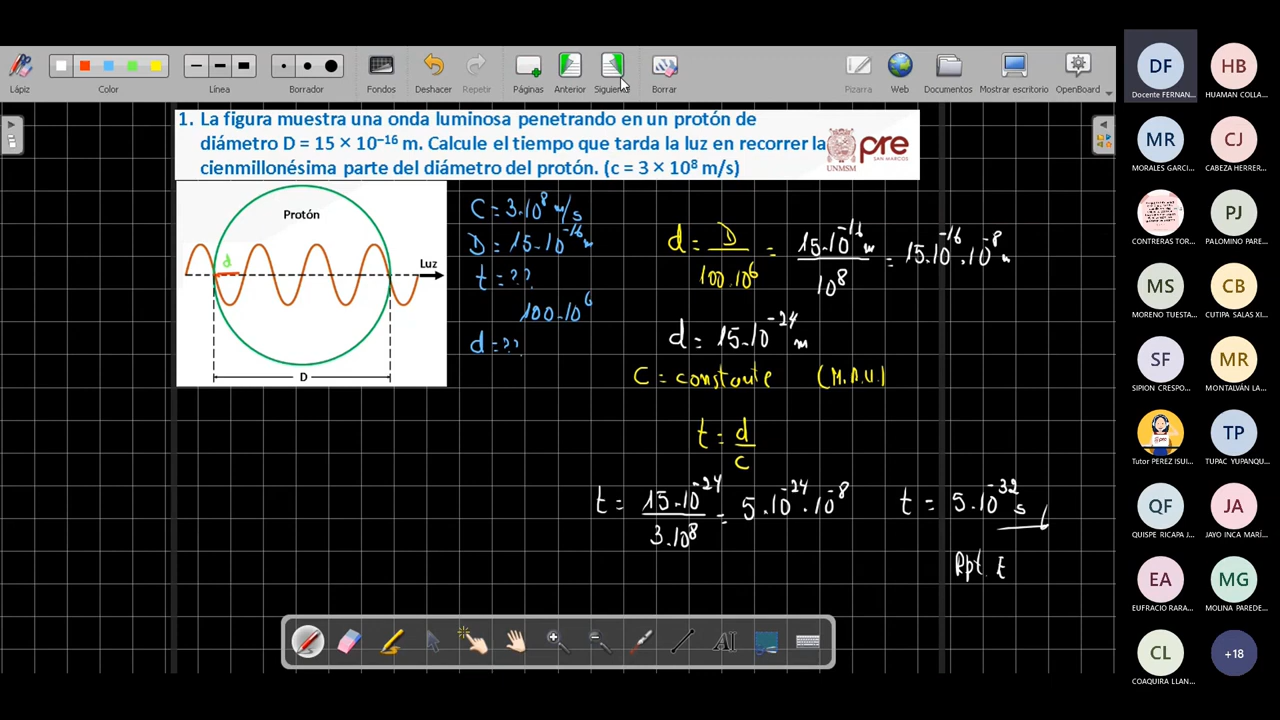 Lápiz
Color
Línea
Borrador
Fondos
Deshacer
Repetir
Páginas
Anterior
Siguiente
Borrar
Pizarra
Web
Documentos
Mostrar escritorio
OpenBoard
1. La figura muestra una onda luminosa penetrando en un protón de
diámetro D = 15 × 10⁻¹⁶ m. Calcule el tiempo que tarda la luz en recorrer la
cienmillonésima parte del diámetro del protón. (c = 3 × 10⁸ m/s)
UNMSM
pre
SAN MARCOS
Protón
d
Luz
D
C = 3.10⁸ m/s
D = 15.10⁻¹⁶ m
t = ??
100.10⁶
d = ??
d = D / 100.10⁶ = 15.10⁻¹⁶ m / 10⁸ = 15.10⁻¹⁶ . 10⁻⁸ m
d = 15.10⁻²⁴ m
C = constante (M.R.U.)
t = d / c
t = 15.10⁻²⁴ / 3.10⁸ = 5.10⁻²⁴ . 10⁻⁸
t = 5.10⁻³² s
Rpt. E
AI
DF
Docente FERNAN...
HB
HUAMAN COLLA...
MR
MORALES GARCI...
CJ
CABEZA HERRER...
CONTRERAS TOR...
PJ
PALOMINO PARE...
MS
MORENO TUESTA...
CB
CUTIPA SALAS XI...
SF
SIPION CRESPO...
MR
MONTALVÁN LA...
Tutor PEREZ ISUI...
TP
TUPAC YUPANQU...
QF
QUISPE RICAPA J...
JA
JAYO INCA MARÍ...
EA
EUFRACIO RARA...
MG
MOLINA PAREDE...
CL
COAQUIRA LLAN...
+18